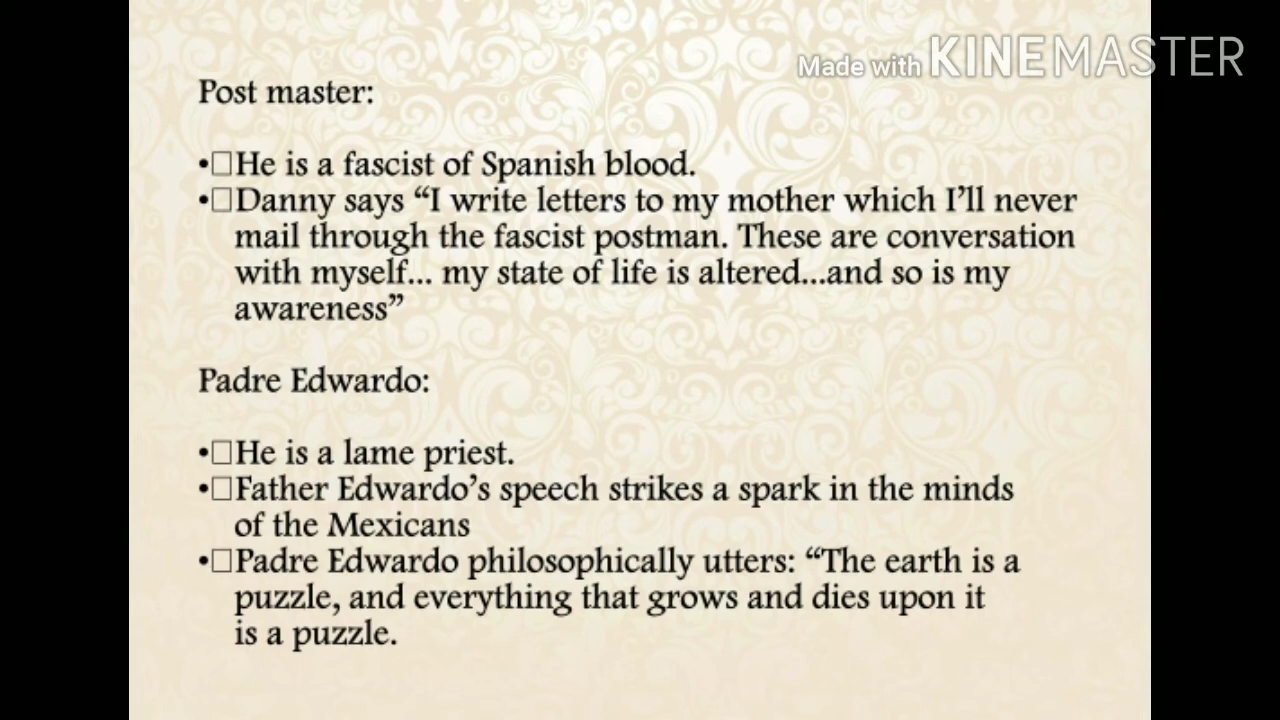 Made with KINEMASTER
Post master:
•□He is a fascist of Spanish blood.
•□Danny says “I write letters to my mother which I’ll never
mail through the fascist postman. These are conversation
with myself... my state of life is altered...and so is my
awareness”
Padre Edwardo:
•□He is a lame priest.
•□Father Edwardo’s speech strikes a spark in the minds
of the Mexicans
•□Padre Edwardo philosophically utters: “The earth is a
puzzle, and everything that grows and dies upon it
is a puzzle.